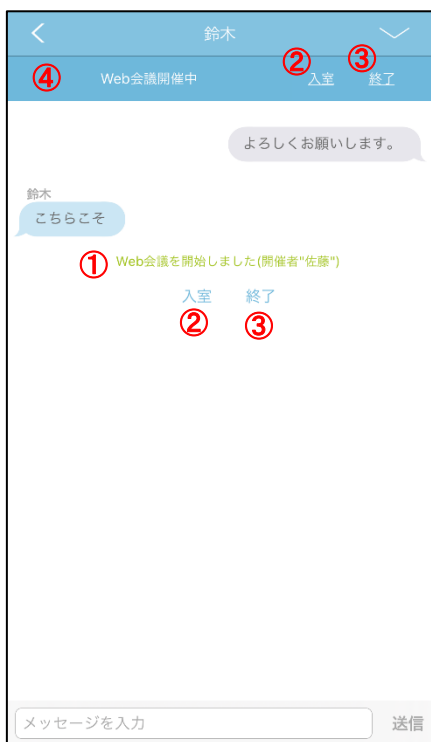 鈴木
② ③
④ Web会議開催中 入室 終了
よろしくお願いします。
鈴木
こちらこそ
① Web会議を開始しました(開催者"佐藤")
入室 終了
② ③
メッセージを入力 送信